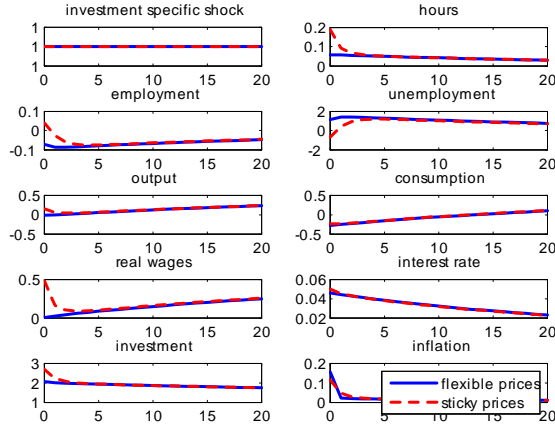 investment specific shock hours
1 0.2
1 0.1
1 0
0 5 10 15 20 0 5 10 15 20
employment unemployment
0.1 2
0 0
-0.1 -2
0 5 10 15 20 0 5 10 15 20
output consumption
0.5 0.5
0 0
-0.5 -0.5
0 5 10 15 20 0 5 10 15 20
real wages interest rate
0.5 0.06
0.04
0 0.02
0 5 10 15 20 0 5 10 15 20
investment inflation
3 0.2
2 0.1
1 0
flexible prices
sticky prices
0 5 10 15 20 0 5 10 15 20